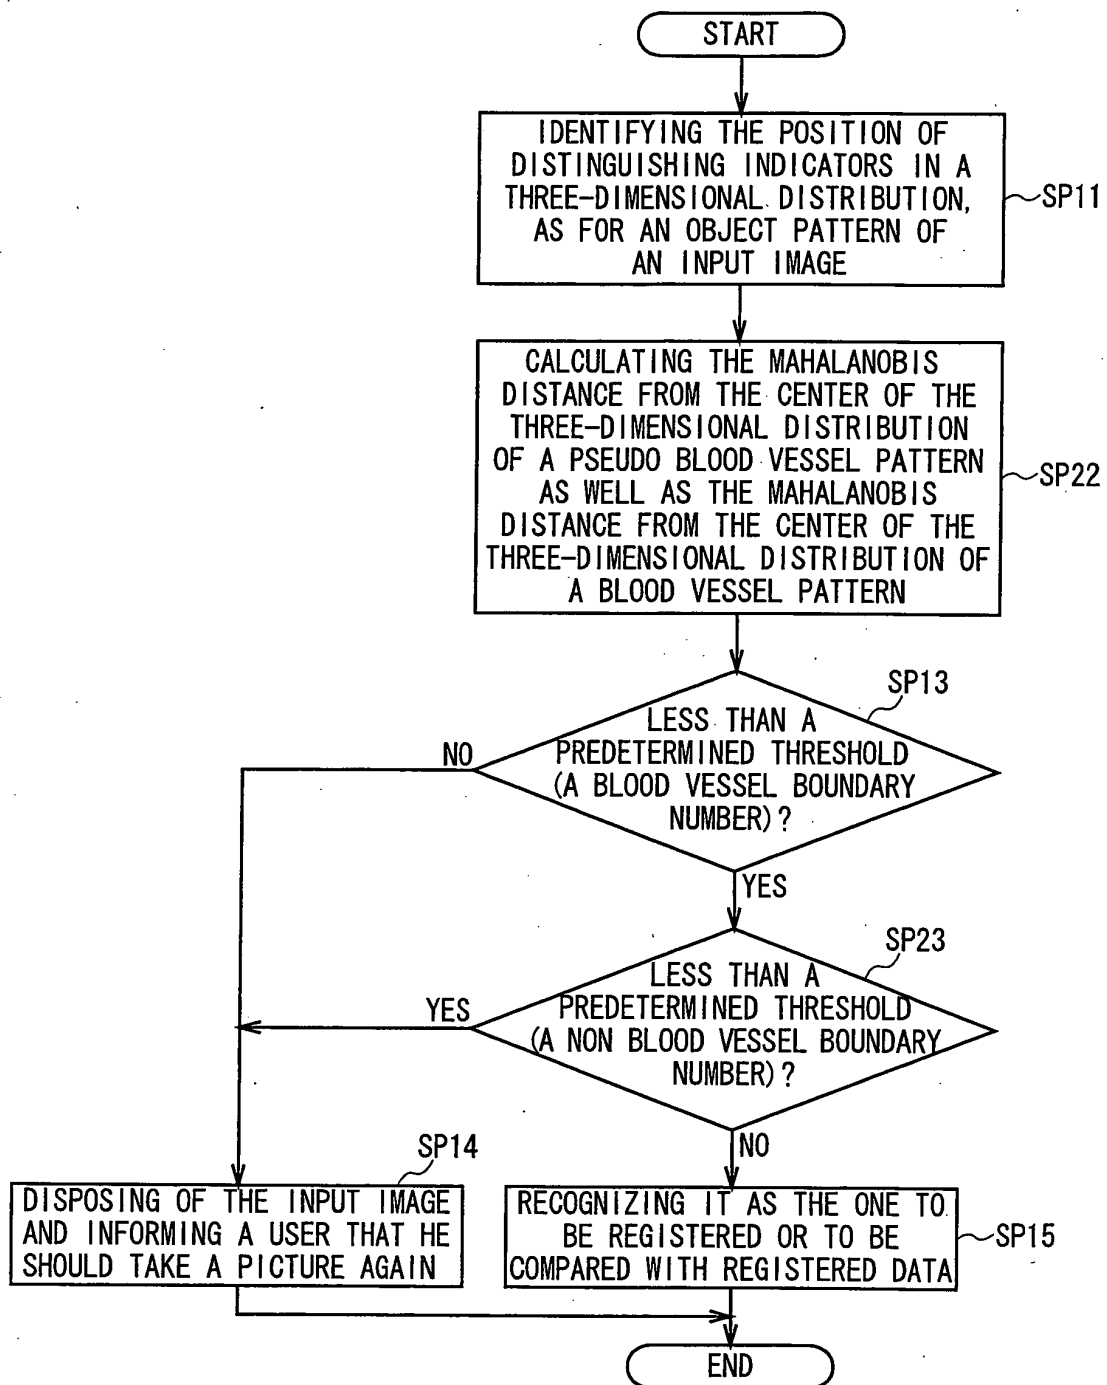 START
IDENTIFYING THE POSITION OF
DISTINGUISHING INDICATORS IN A
THREE-DIMENSIONAL DISTRIBUTION,
AS FOR AN OBJECT PATTERN OF
AN INPUT IMAGE
SP11
CALCULATING THE MAHALANOBIS
DISTANCE FROM THE CENTER OF THE
THREE-DIMENSIONAL DISTRIBUTION
OF A PSEUDO BLOOD VESSEL PATTERN
AS WELL AS THE MAHALANOBIS
DISTANCE FROM THE CENTER OF THE
THREE-DIMENSIONAL DISTRIBUTION OF
A BLOOD VESSEL PATTERN
SP22
SP13
LESS THAN A
PREDETERMINED THRESHOLD
(A BLOOD VESSEL BOUNDARY
NUMBER)?
NO
YES
SP23
LESS THAN A
PREDETERMINED THRESHOLD
(A NON BLOOD VESSEL BOUNDARY
NUMBER)?
YES
NO
SP14
DISPOSING OF THE INPUT IMAGE
AND INFORMING A USER THAT HE
SHOULD TAKE A PICTURE AGAIN
RECOGNIZING IT AS THE ONE TO
BE REGISTERED OR TO BE
COMPARED WITH REGISTERED DATA
SP15
END